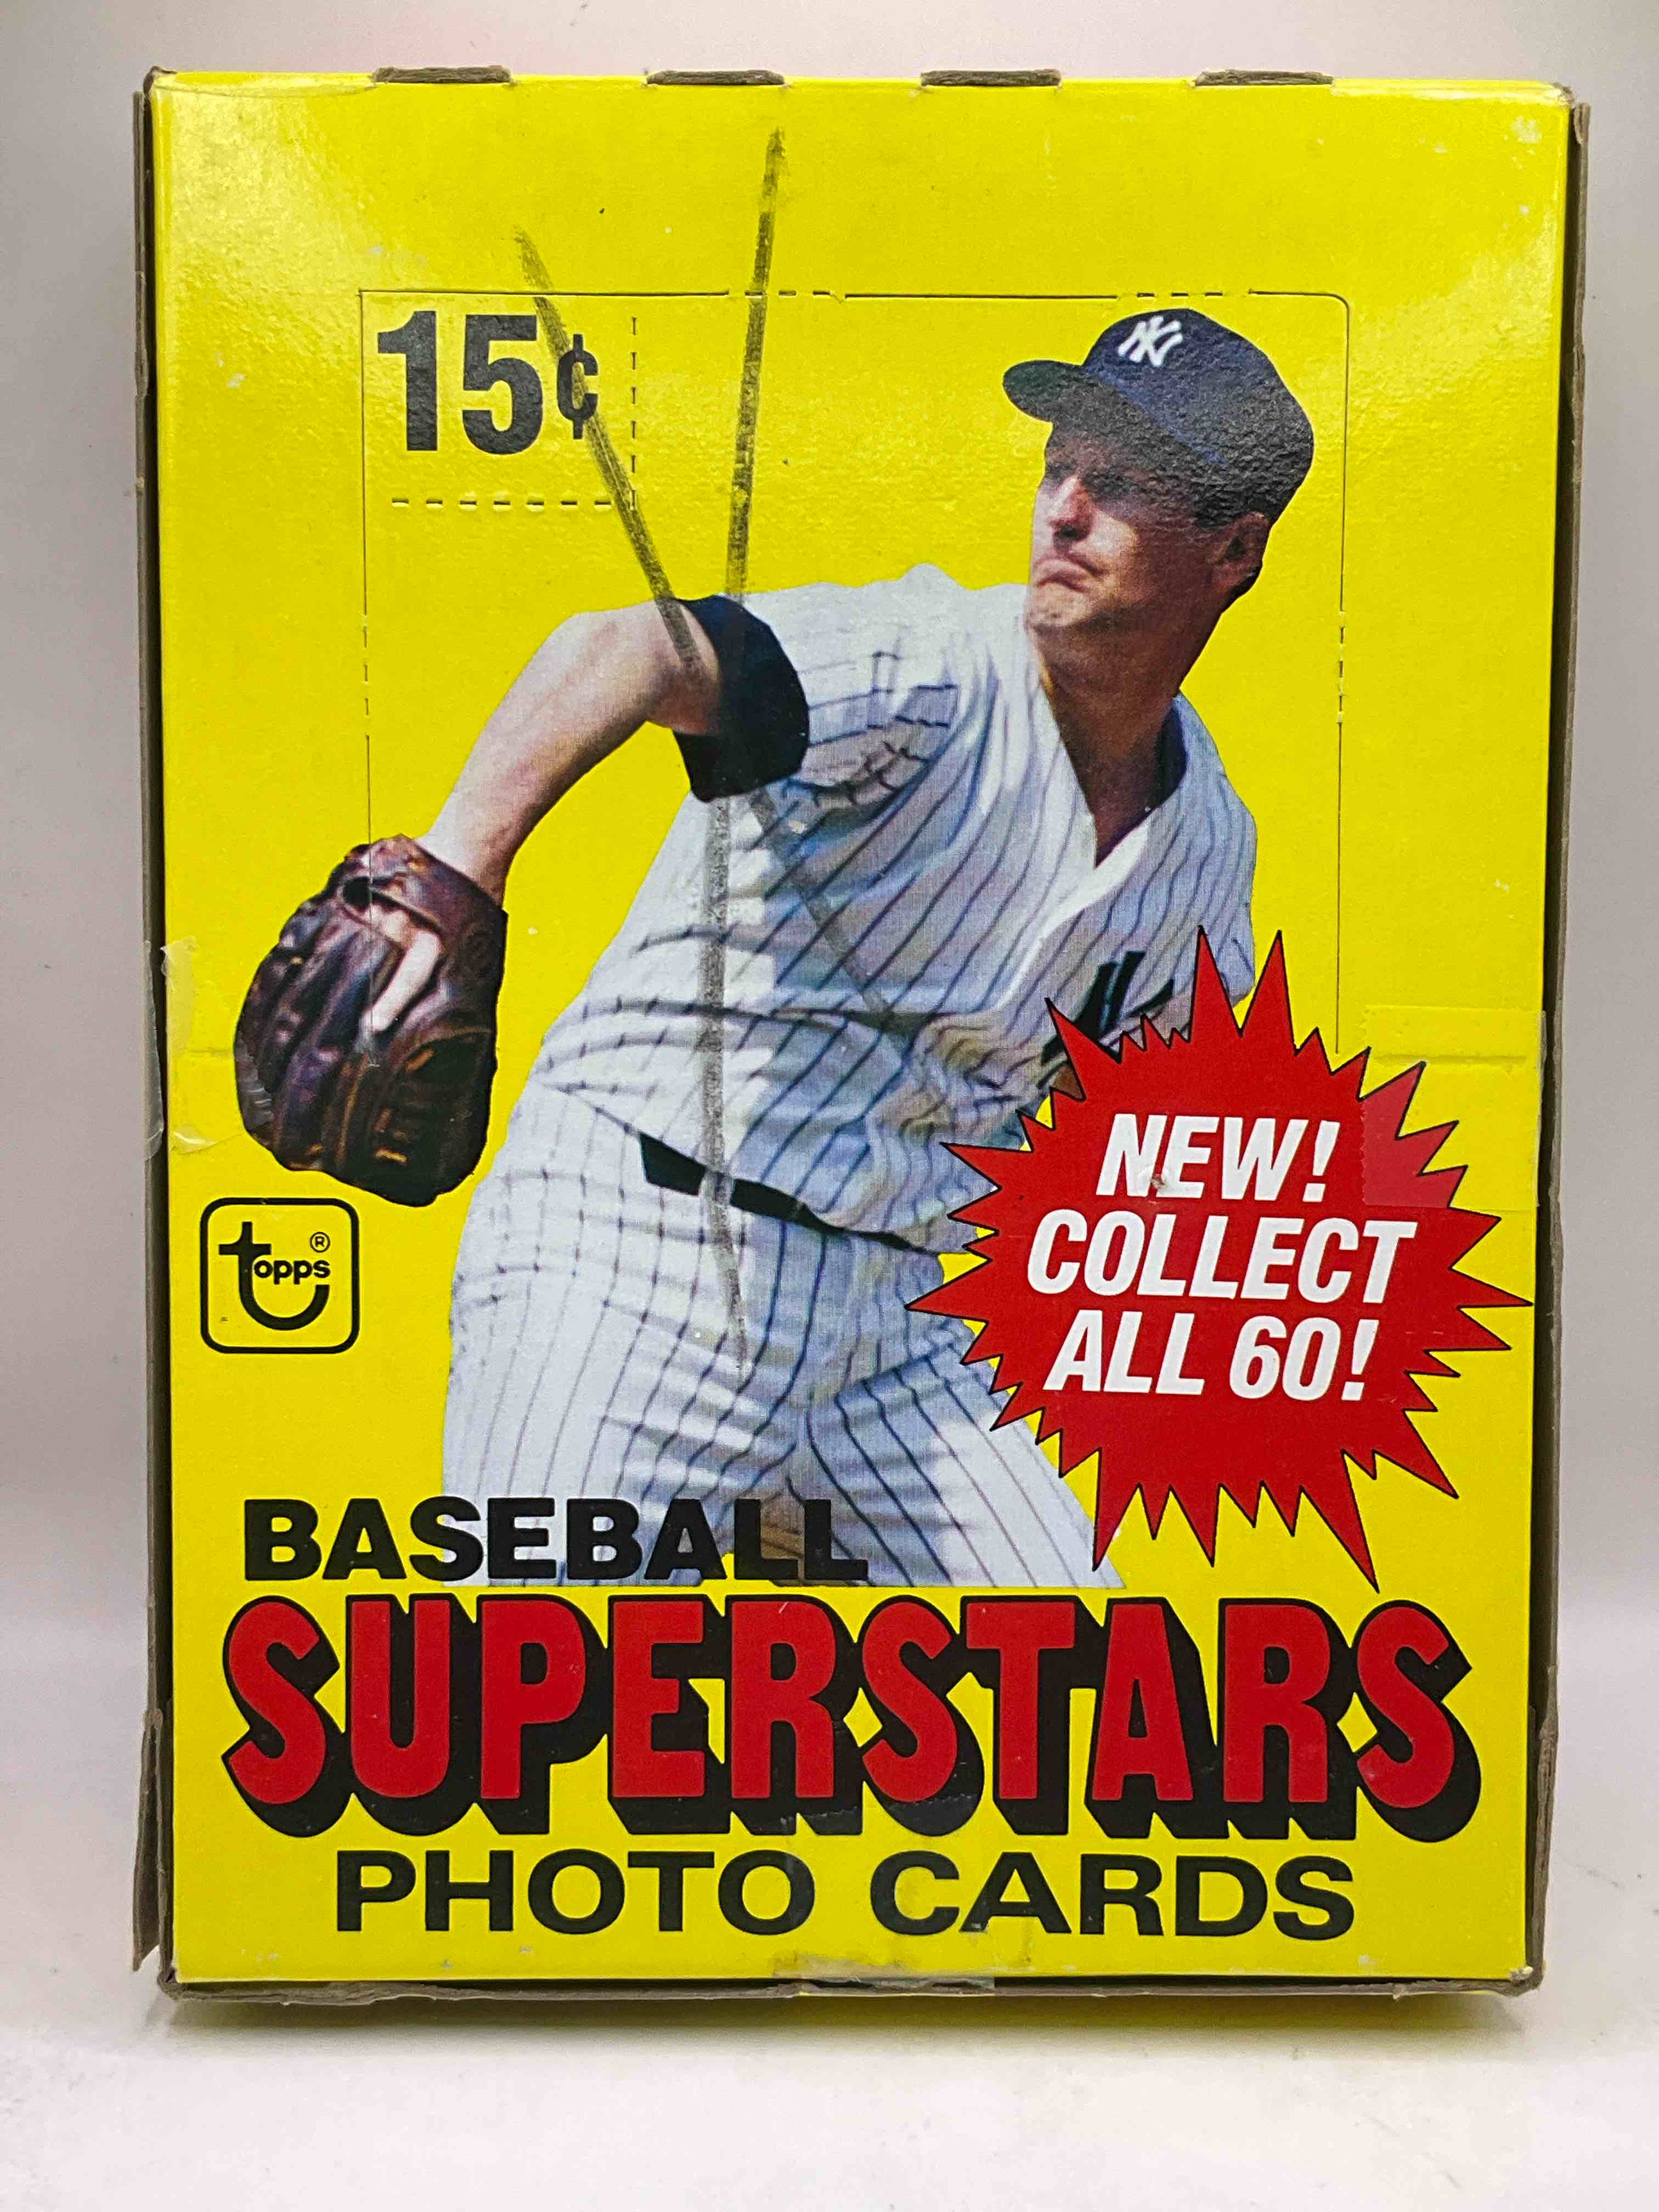 15¢
NY
NEW!
COLLECT
ALL 60!
topps®
BASEBALL
SUPERSTARS
PHOTO CARDS